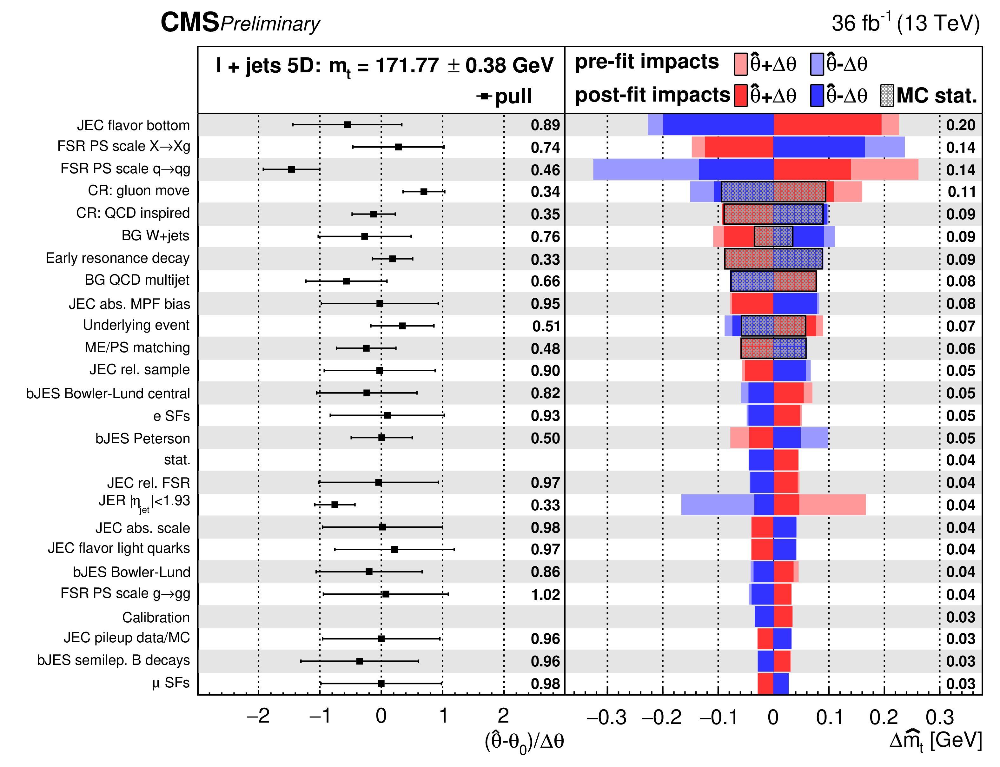 CMS Preliminary 36 fb-1 (13 TeV)
l + jets 5D: mt = 171.77 ± 0.38 GeV
pull
pre-fit impacts θ̂+Δθ θ̂-Δθ
post-fit impacts θ̂+Δθ θ̂-Δθ MC stat.
JEC flavor bottom 0.89 0.20
FSR PS scale X→Xg 0.74 0.14
FSR PS scale q→qg 0.46 0.14
CR: gluon move 0.34 0.11
CR: QCD inspired 0.35 0.09
BG W+jets 0.76 0.09
Early resonance decay 0.33 0.09
BG QCD multijet 0.66 0.08
JEC abs. MPF bias 0.95 0.08
Underlying event 0.51 0.07
ME/PS matching 0.48 0.06
JEC rel. sample 0.90 0.05
bJES Bowler-Lund central 0.82 0.05
e SFs 0.93 0.05
bJES Peterson 0.50 0.05
stat. 0.04
JEC rel. FSR 0.97 0.04
JER |ηjet|<1.93 0.33 0.04
JEC abs. scale 0.98 0.04
JEC flavor light quarks 0.97 0.04
bJES Bowler-Lund 0.86 0.04
FSR PS scale g→gg 1.02 0.04
Calibration 0.03
JEC pileup data/MC 0.96 0.03
bJES semilep. B decays 0.96 0.03
μ SFs 0.98 0.03
−2 −1 0 1 2 −0.3 −0.2 −0.1 0 0.1 0.2 0.3
(θ̂-θ0)/Δθ Δm̂t [GeV]